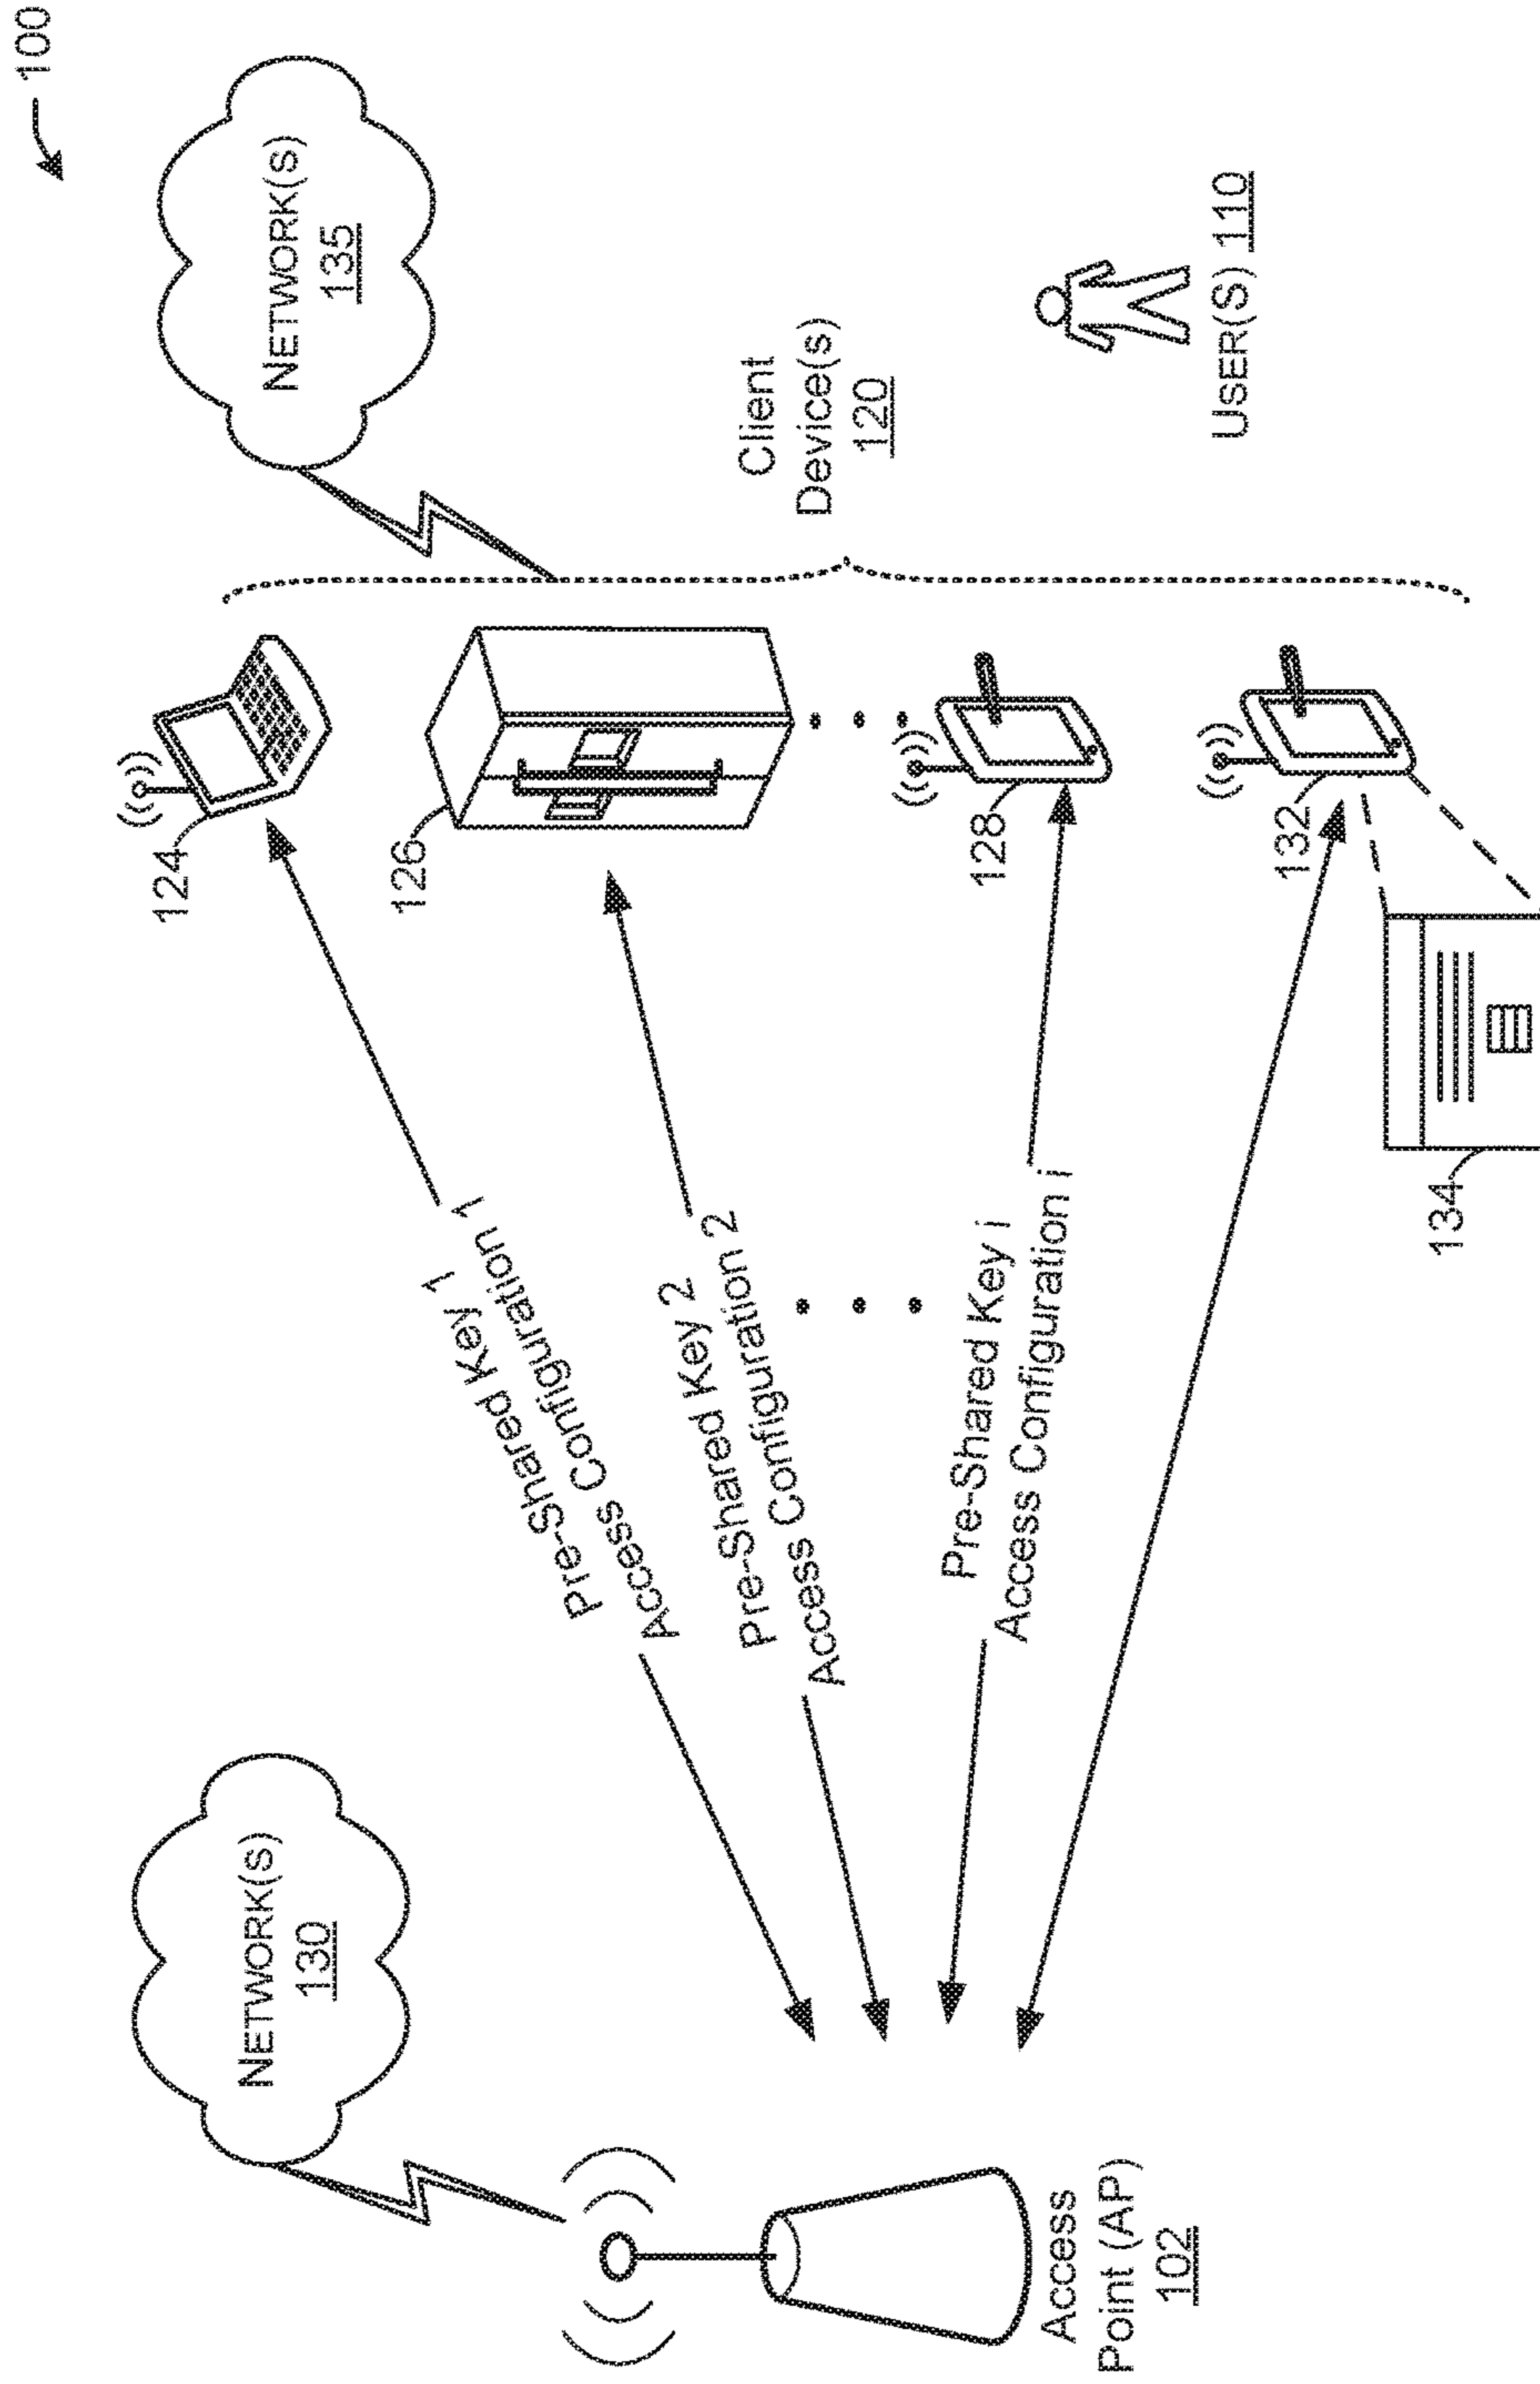 100
NETWORK(S)
130
NETWORK(S)
135
124
Pre-Shared Key 1
Access Configuration 1
126
Pre-Shared Key 2
Access Configuration 2
Client
Device(s)
120
128
Pre-Shared Key i
Access Configuration i
132
Access
Point (AP)
102
USER(S) 110
134